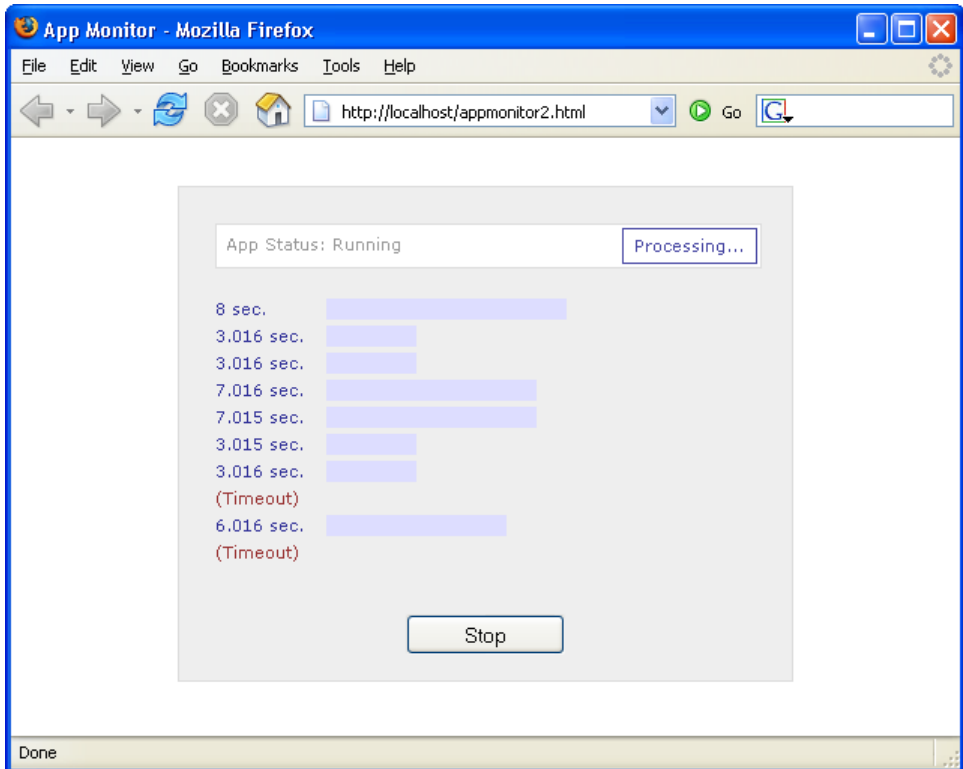 App Monitor - Mozilla Firefox
File Edit View Go Bookmarks Tools Help
http://localhost/appmonitor2.html Go G
App Status: Running Processing...
8 sec.
3.016 sec.
3.016 sec.
7.016 sec.
7.015 sec.
3.015 sec.
3.016 sec.
(Timeout)
6.016 sec.
(Timeout)
Stop
Done